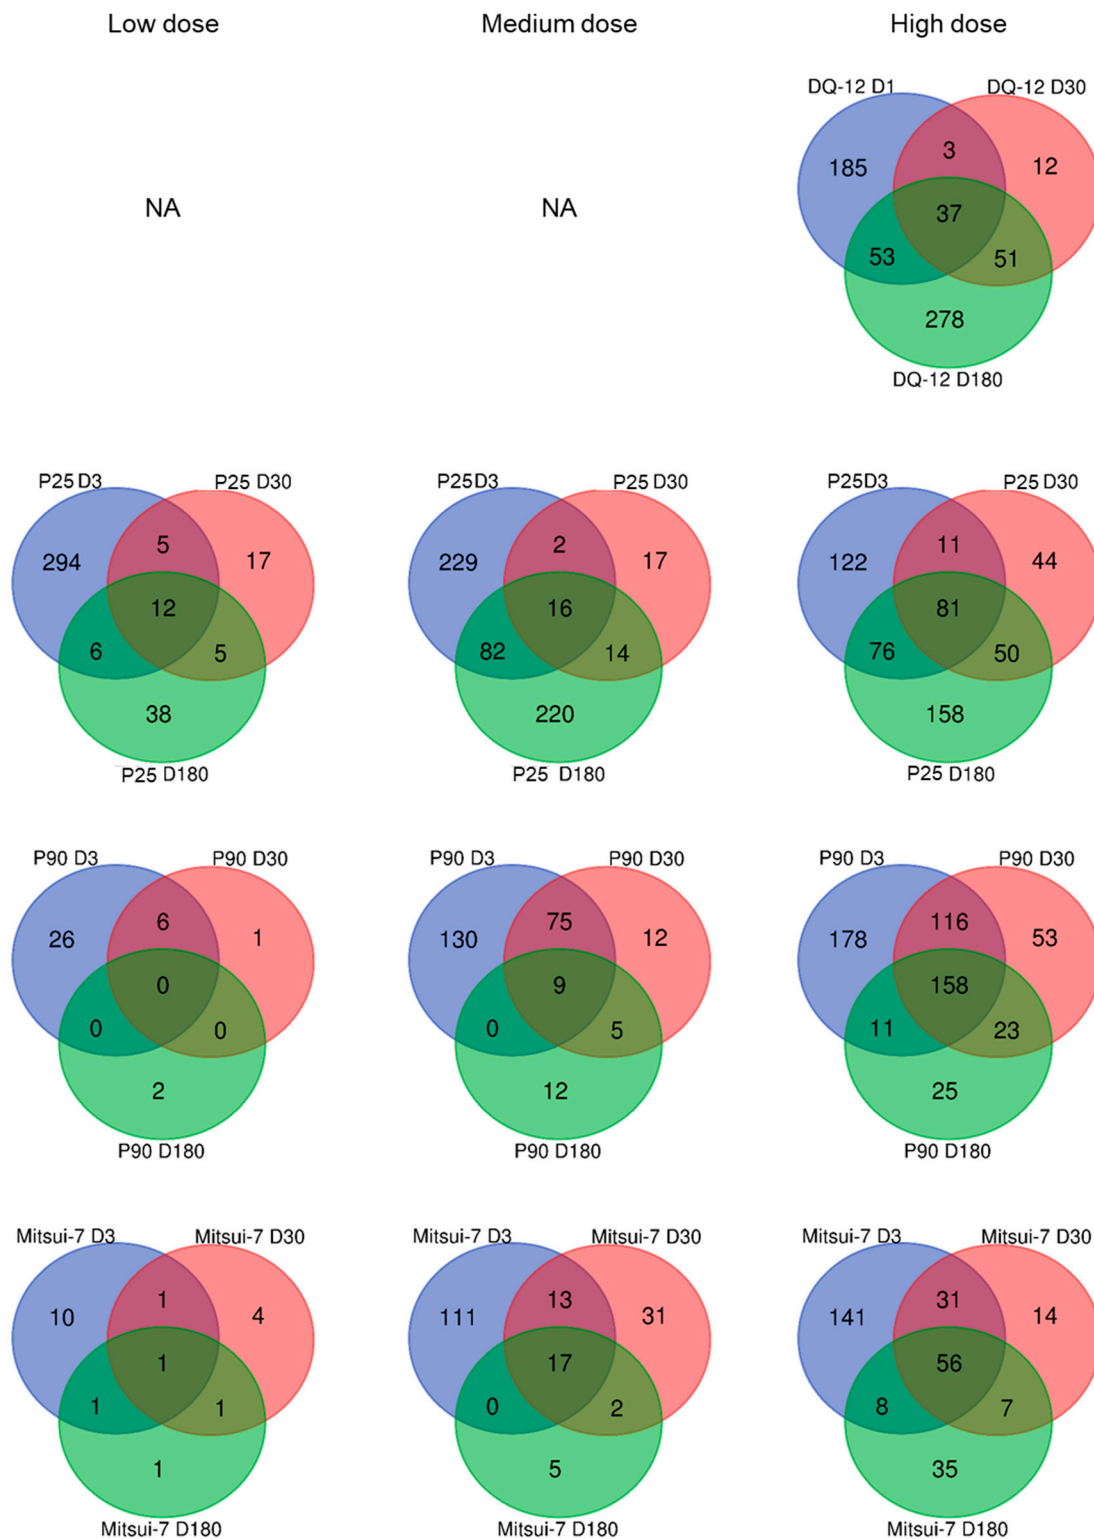 Low dose Medium dose High dose
DQ-12 D1 DQ-12 D30
185 3 12
NA NA 37
53 51
278
DQ-12 D180
P25 D3 P25 D30 P25D3 P25 D30 P25D3 P25 D30
294 5 17 229 2 17 122 11 44
12 16 81
6 5 82 14 76 50
38 220 158
P25 D180 P25 D180 P25 D180
P90 D3 P90 D30 P90 D3 P90 D30 P90 D3 P90 D30
26 6 1 130 75 12 178 116 53
0 9 158
0 0 0 5 11 23
2 12 25
P90 D180 P90 D180 P90 D180
Mitsui-7 D3 Mitsui-7 D30 Mitsui-7 D3 Mitsui-7 D30 Mitsui-7 D3 Mitsui-7 D30
10 1 4 111 13 31 141 31 14
1 17 56
1 1 0 2 8 7
1 5 35
Mitsui-7 D180 Mitsui-7 D180 Mitsui-7 D180